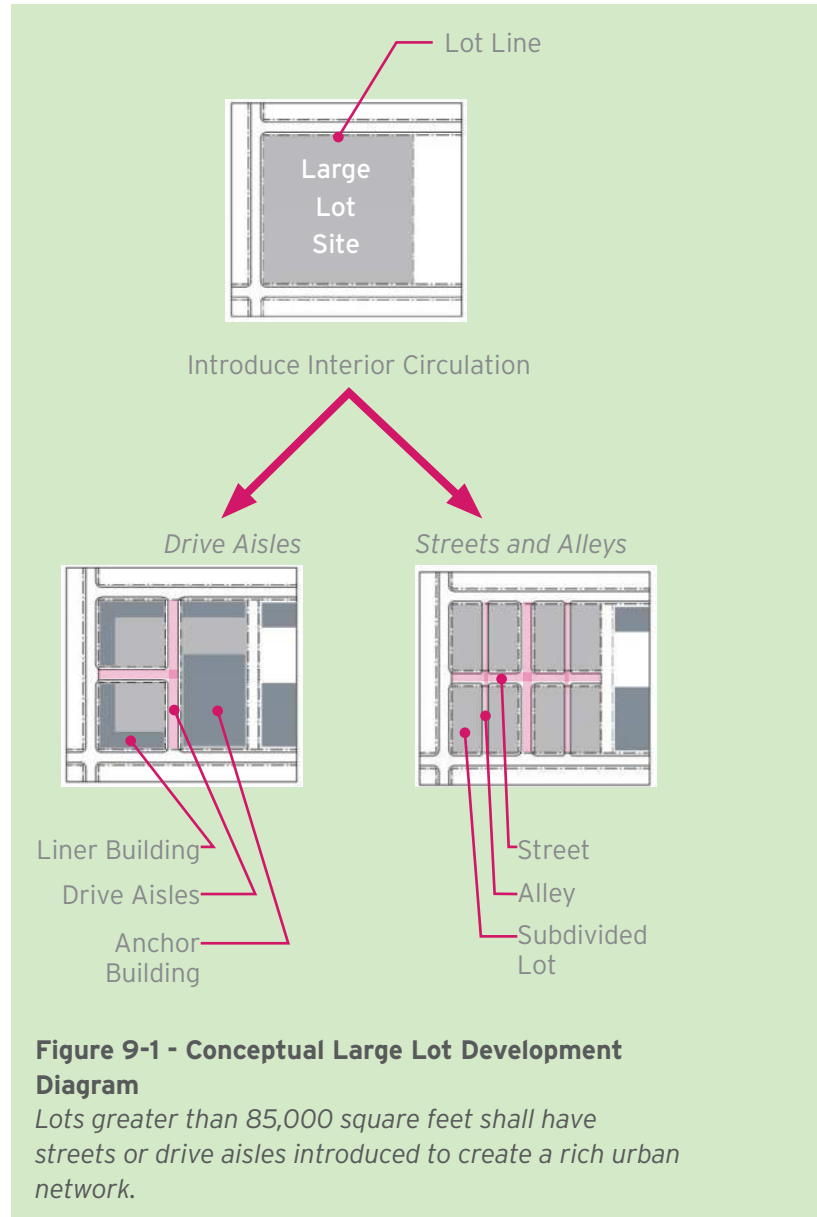 Lot Line
Large
Lot
Site
Introduce Interior Circulation
Drive Aisles
Streets and Alleys
Liner Building
Drive Aisles
Anchor
Building
Street
Alley
Subdivided
Lot
Figure 9-1 - Conceptual Large Lot Development
Diagram
Lots greater than 85,000 square feet shall have
streets or drive aisles introduced to create a rich urban
network.